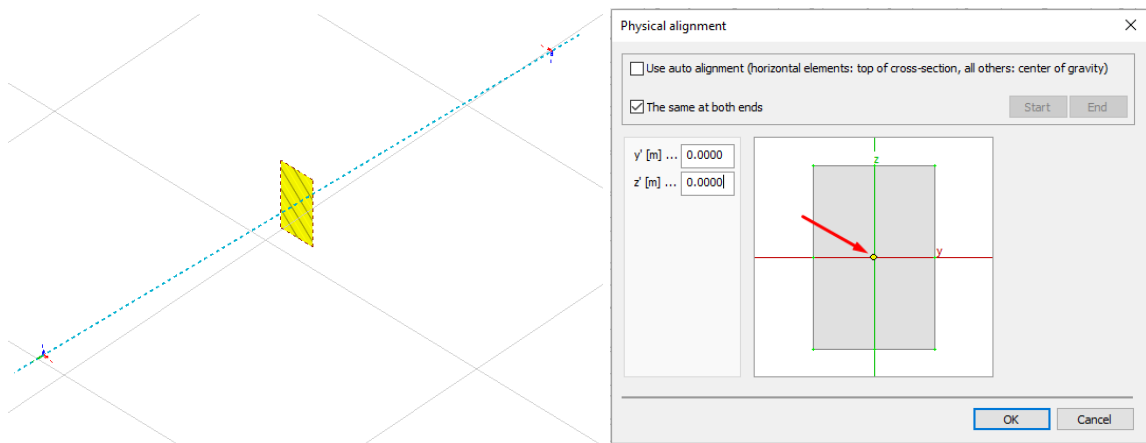 Physical alignment
Use auto alignment (horizontal elements: top of cross-section, all others: center of gravity)
The same at both ends
Start
End
y' [m] ... 0.0000
z' [m] ... 0.0000
z
y
OK
Cancel